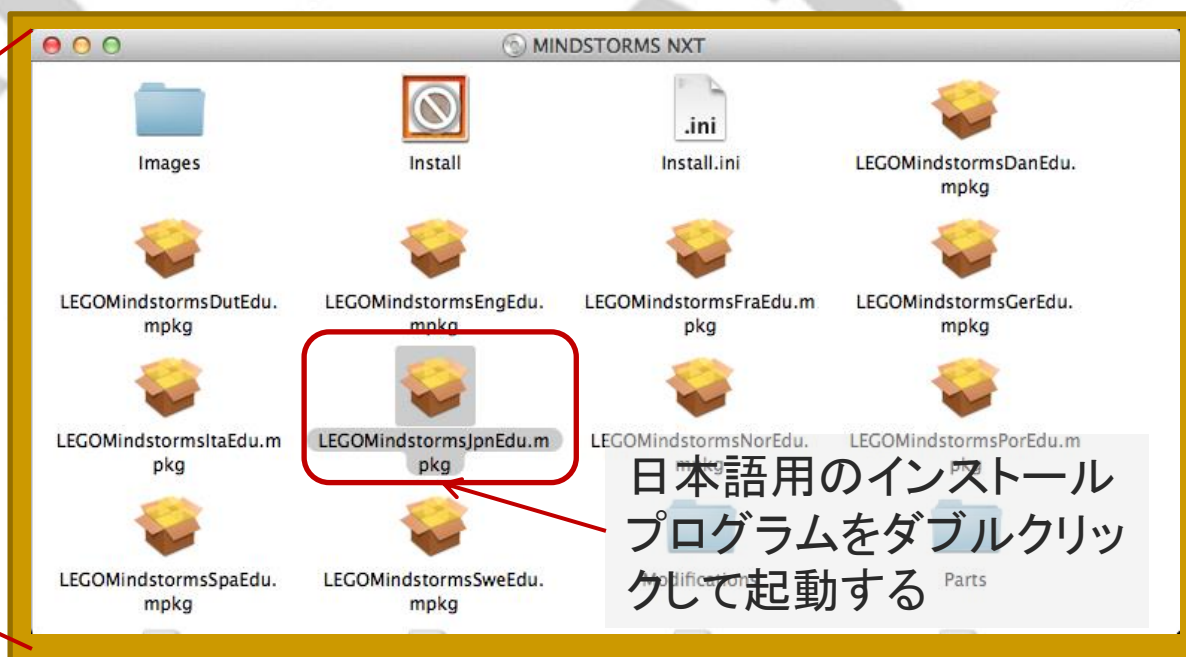 MINDSTORMS NXT
.ini
Images
Install
Install.ini
LEGOMindstormsDanEdu.
mpkg
LEGOMindstormsDutEdu.
mpkg
LEGOMindstormsEngEdu.
mpkg
LEGOMindstormsFraEdu.m
pkg
LEGOMindstormsGerEdu.
mpkg
LEGOMindstormsItaEdu.m
pkg
LEGOMindstormsJpnEdu.m
pkg
LEGOMindstormsNorEdu.
mpkg
LEGOMindstormsPorEdu.m
pkg
日本語用のインストール
プログラムをダブルクリッ
クして起動する
LEGOMindstormsSpaEdu.
mpkg
LEGOMindstormsSweEdu.
mpkg
Modifications
Parts